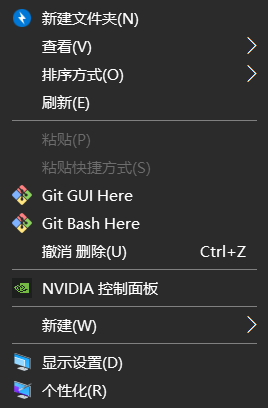 新建文件夹(N)
查看(V)
排序方式(O)
刷新(E)
粘贴(P)
粘贴快捷方式(S)
Git GUI Here
Git Bash Here
撤消 删除(U) Ctrl+Z
NVIDIA 控制面板
新建(W)
显示设置(D)
个性化(R)